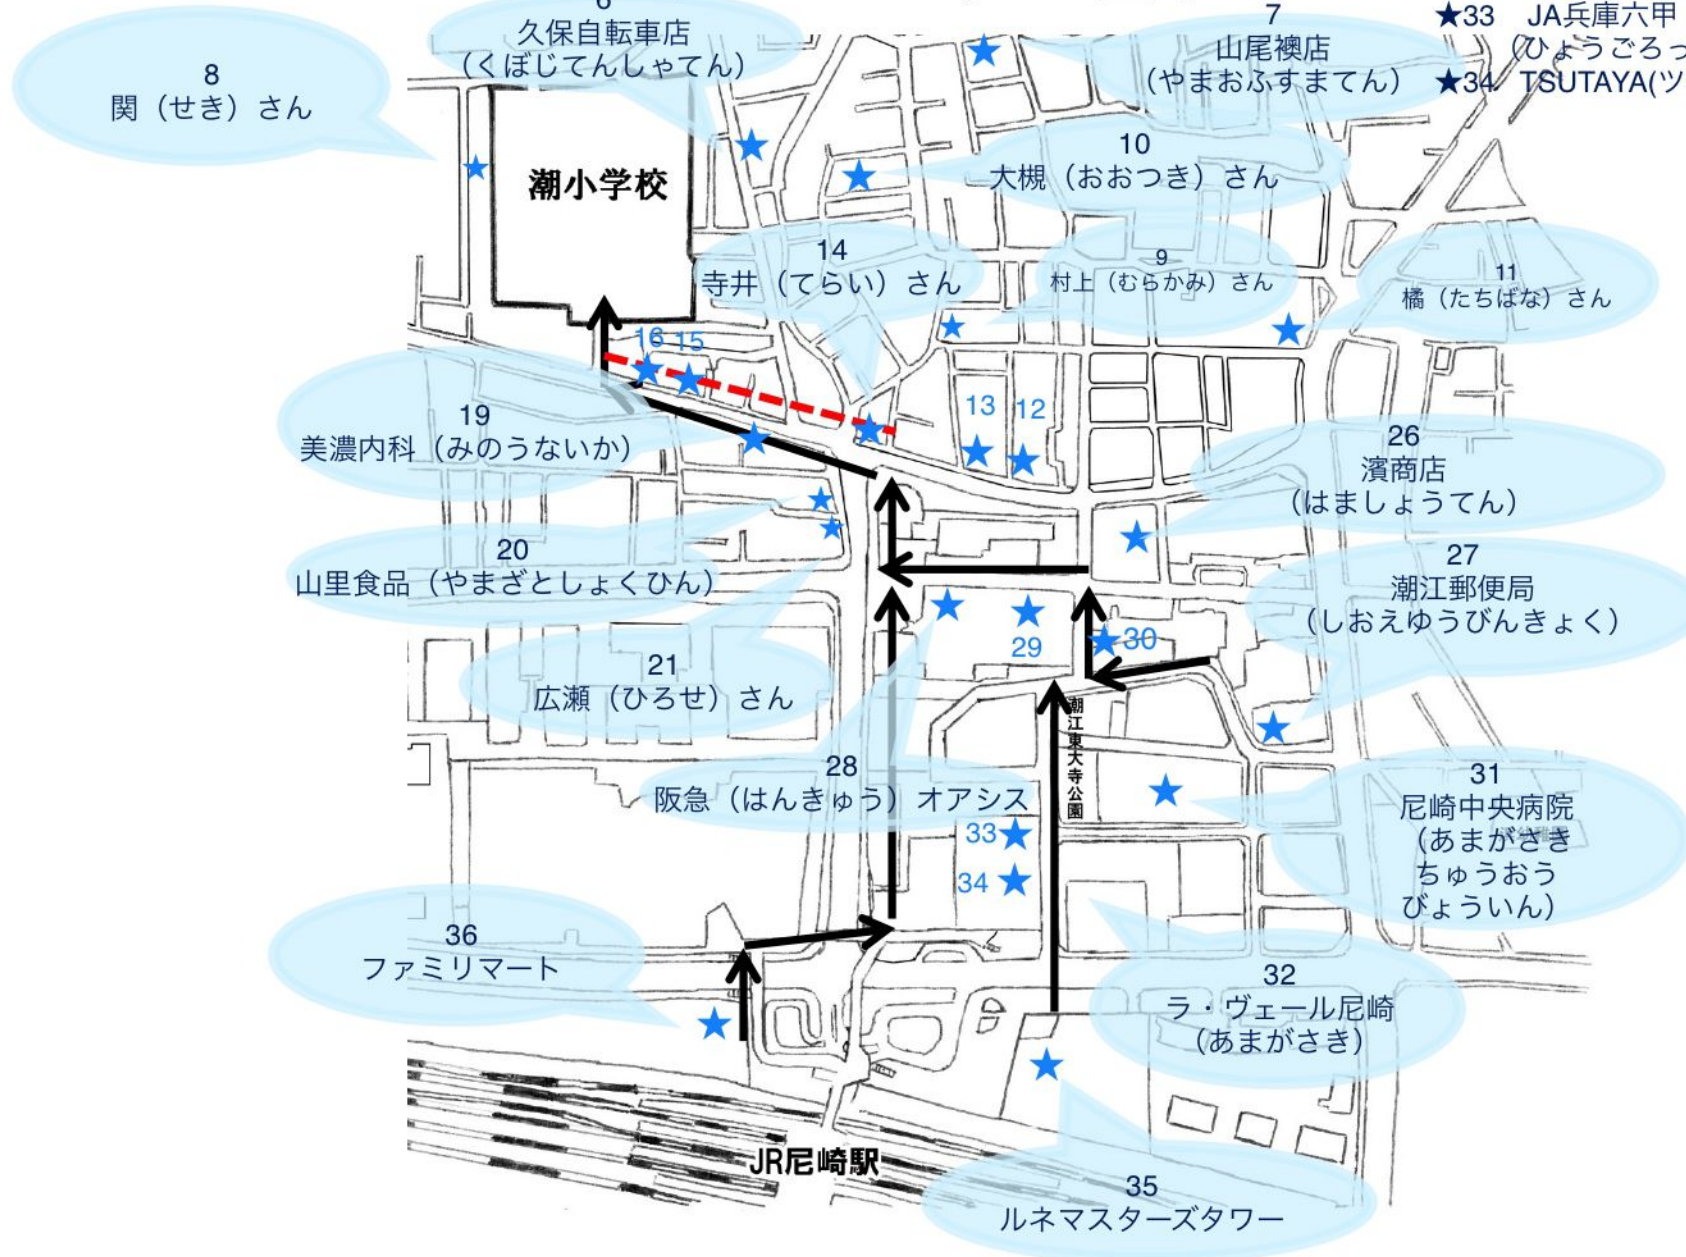 6
久保自転車店
(くぼじてんしゃてん)
7
山尾襖店
(やまおふすまてん)
★33 JA兵庫六甲
(ひょうごろっ
★34 TSUTAYA(ツ
8
関（せき）さん
潮小学校
10
大槻（おおつき）さん
14
寺井（てらい）さん
9
村上（むらかみ）さん
11
橘（たちばな）さん
16 15
19
美濃内科（みのうないか）
13 12
26
濱商店
(はましょうてん)
20
山里食品（やまざとしょくひん）
27
潮江郵便局
(しおえゆうびんきょく)
29
30
21
広瀬（ひろせ）さん
潮江東大寺公園
28
阪急（はんきゅう）オアシス
31
尼崎中央病院
(あまがさき
ちゅうおう
びょういん)
33
34
36
ファミリマート
32
ラ・ヴェール尼崎
(あまがさき)
JR尼崎駅
35
ルネマスターズタワー